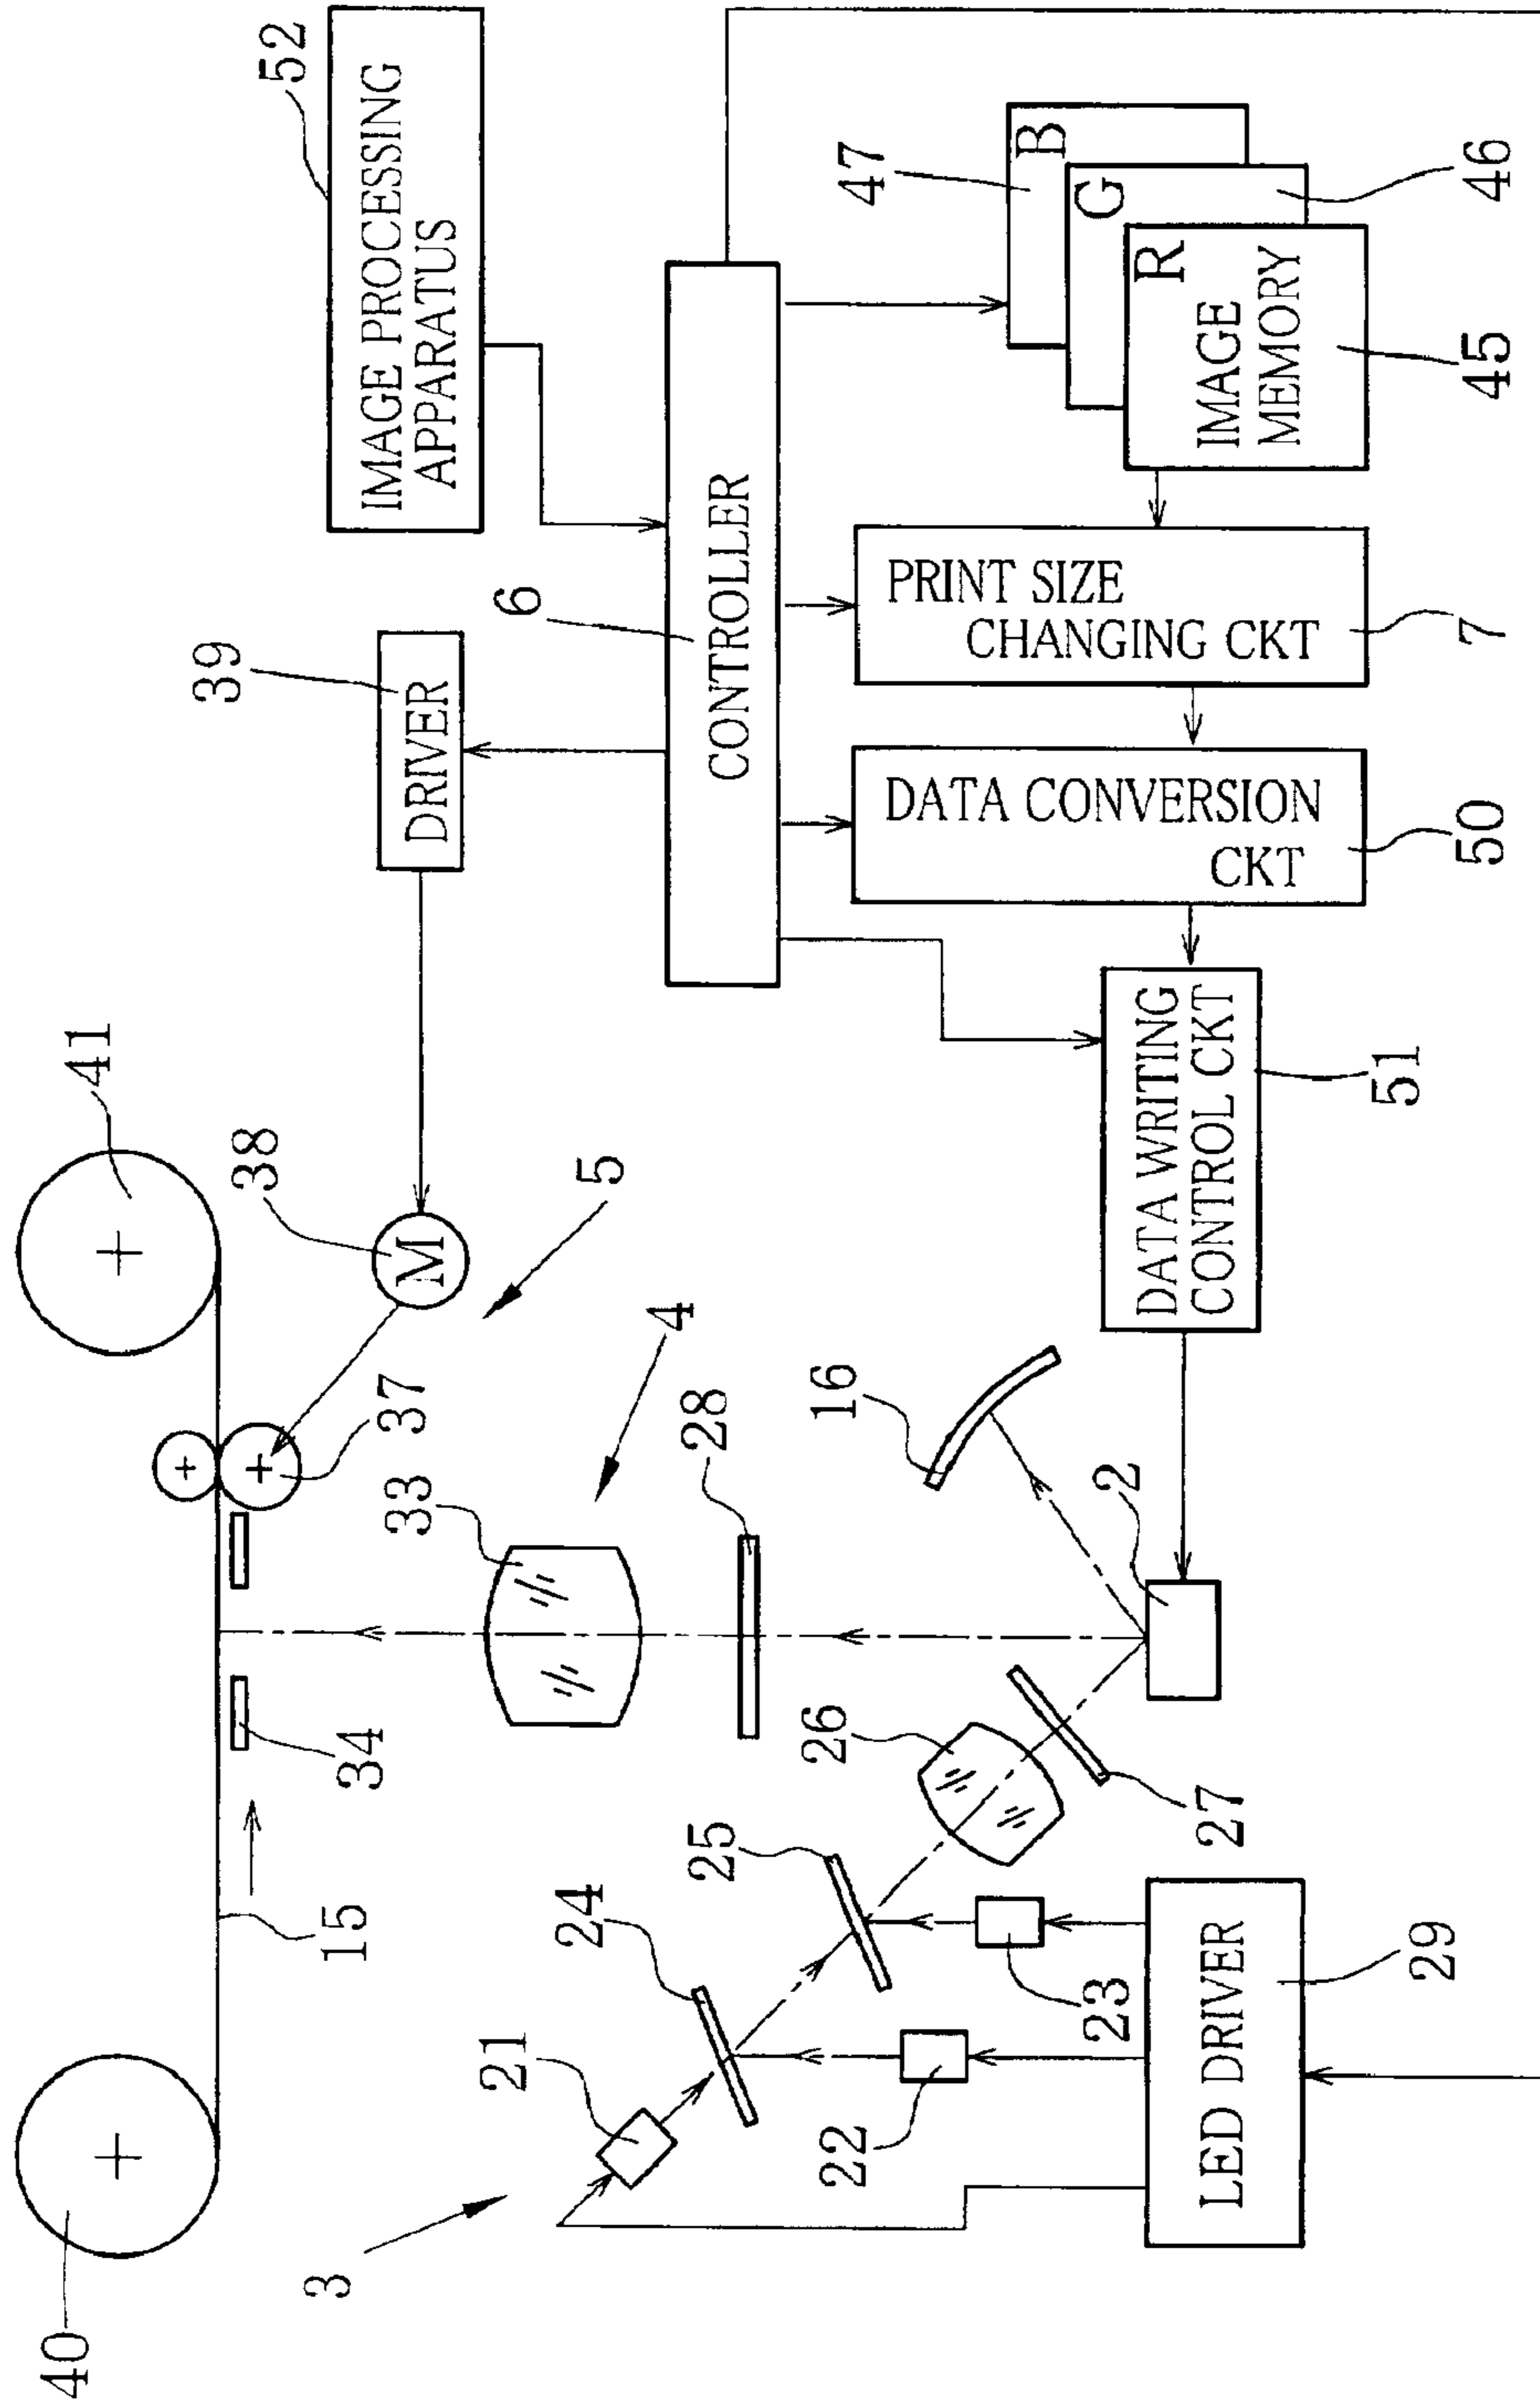 40
41
52
IMAGE PROCESSING
APPARATUS
15
34
37
38
M
39
DRIVER
5
3
33
4
6
CONTROLLER
21
24
25
28
26
16
47
B
G
R
IMAGE
MEMORY
46
45
PRINT SIZE
CHANGING CKT
7
DATA CONVERSION
CKT
50
DATA WRITING
CONTROL CKT
51
2
27
22
23
LED DRIVER
29